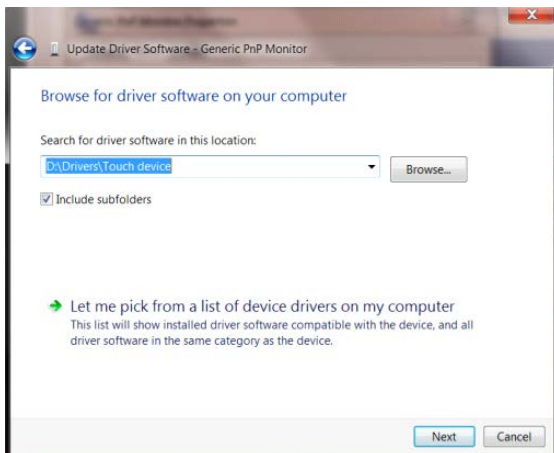 Update Driver Software - Generic PnP Monitor
Browse for driver software on your computer
Search for driver software in this location:
D:\Drivers\Touch device
Browse...
Include subfolders
Let me pick from a list of device drivers on my computer
This list will show installed driver software compatible with the device, and all
driver software in the same category as the device.
Next
Cancel